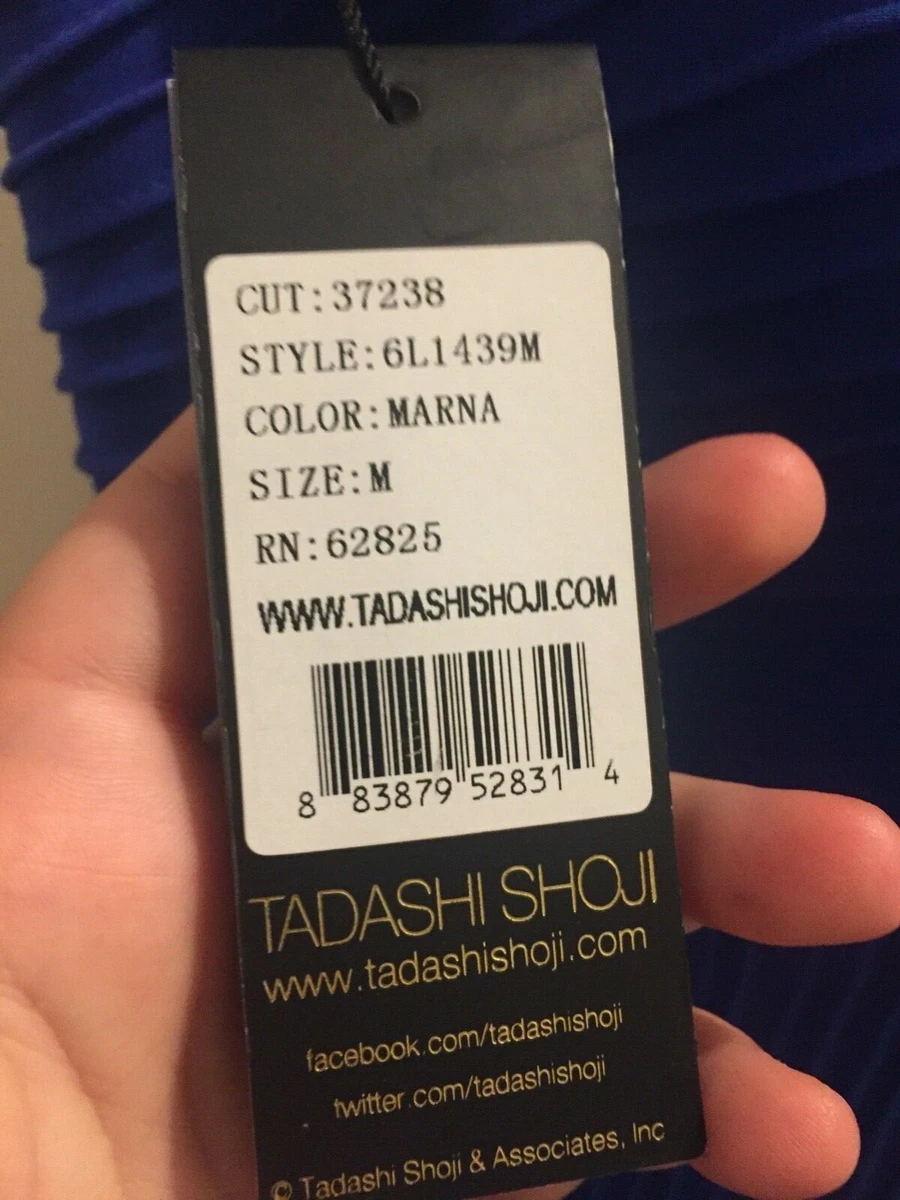 CUT:37238
STYLE:6L1439M
COLOR:MARNA
SIZE:M
RN:62825
WWW.TADASHISHOJI.COM
8 83879 52831 4
TADASHI SHOJI
www.tadashishoji.com
facebook.com/tadashishoji
twitter.com/tadashishoji
© Tadashi Shoji & Associates, Inc